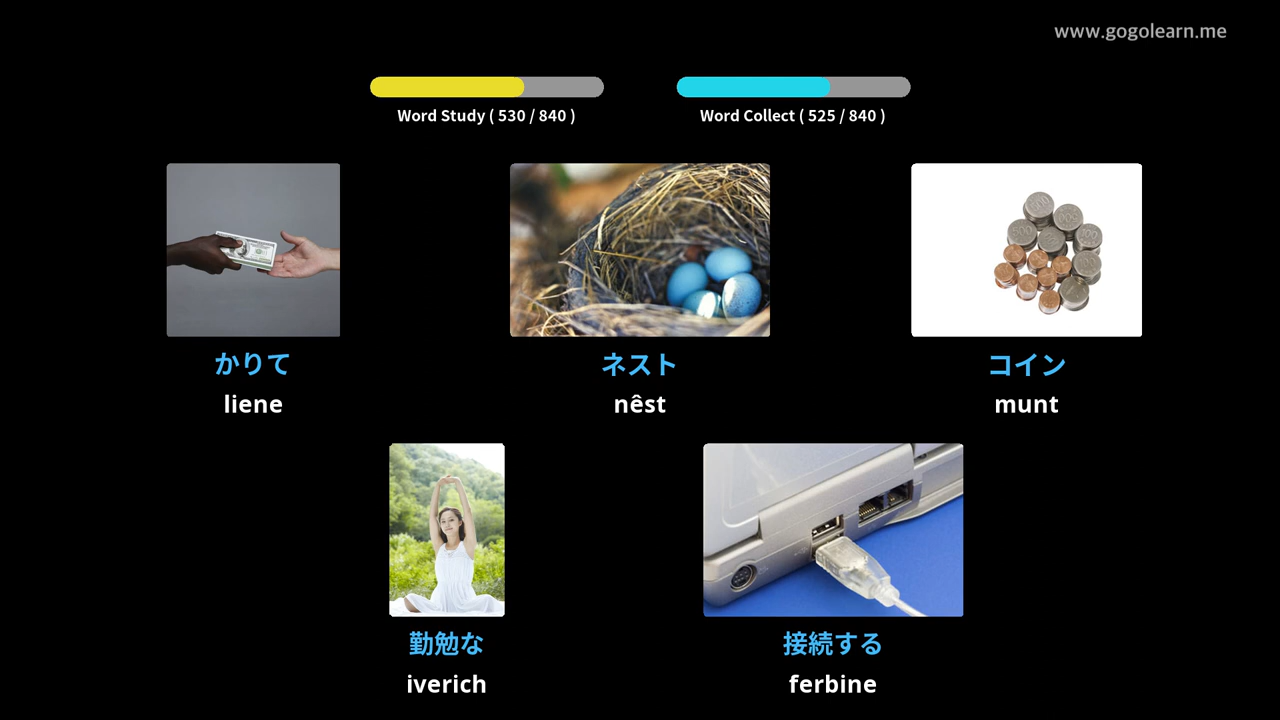 www.gogolearn.me
Word Study ( 530 / 840 )
Word Collect ( 525 / 840 )
かりて
liene
ネスト
nêst
コイン
munt
勤勉な
iverich
接続する
ferbine